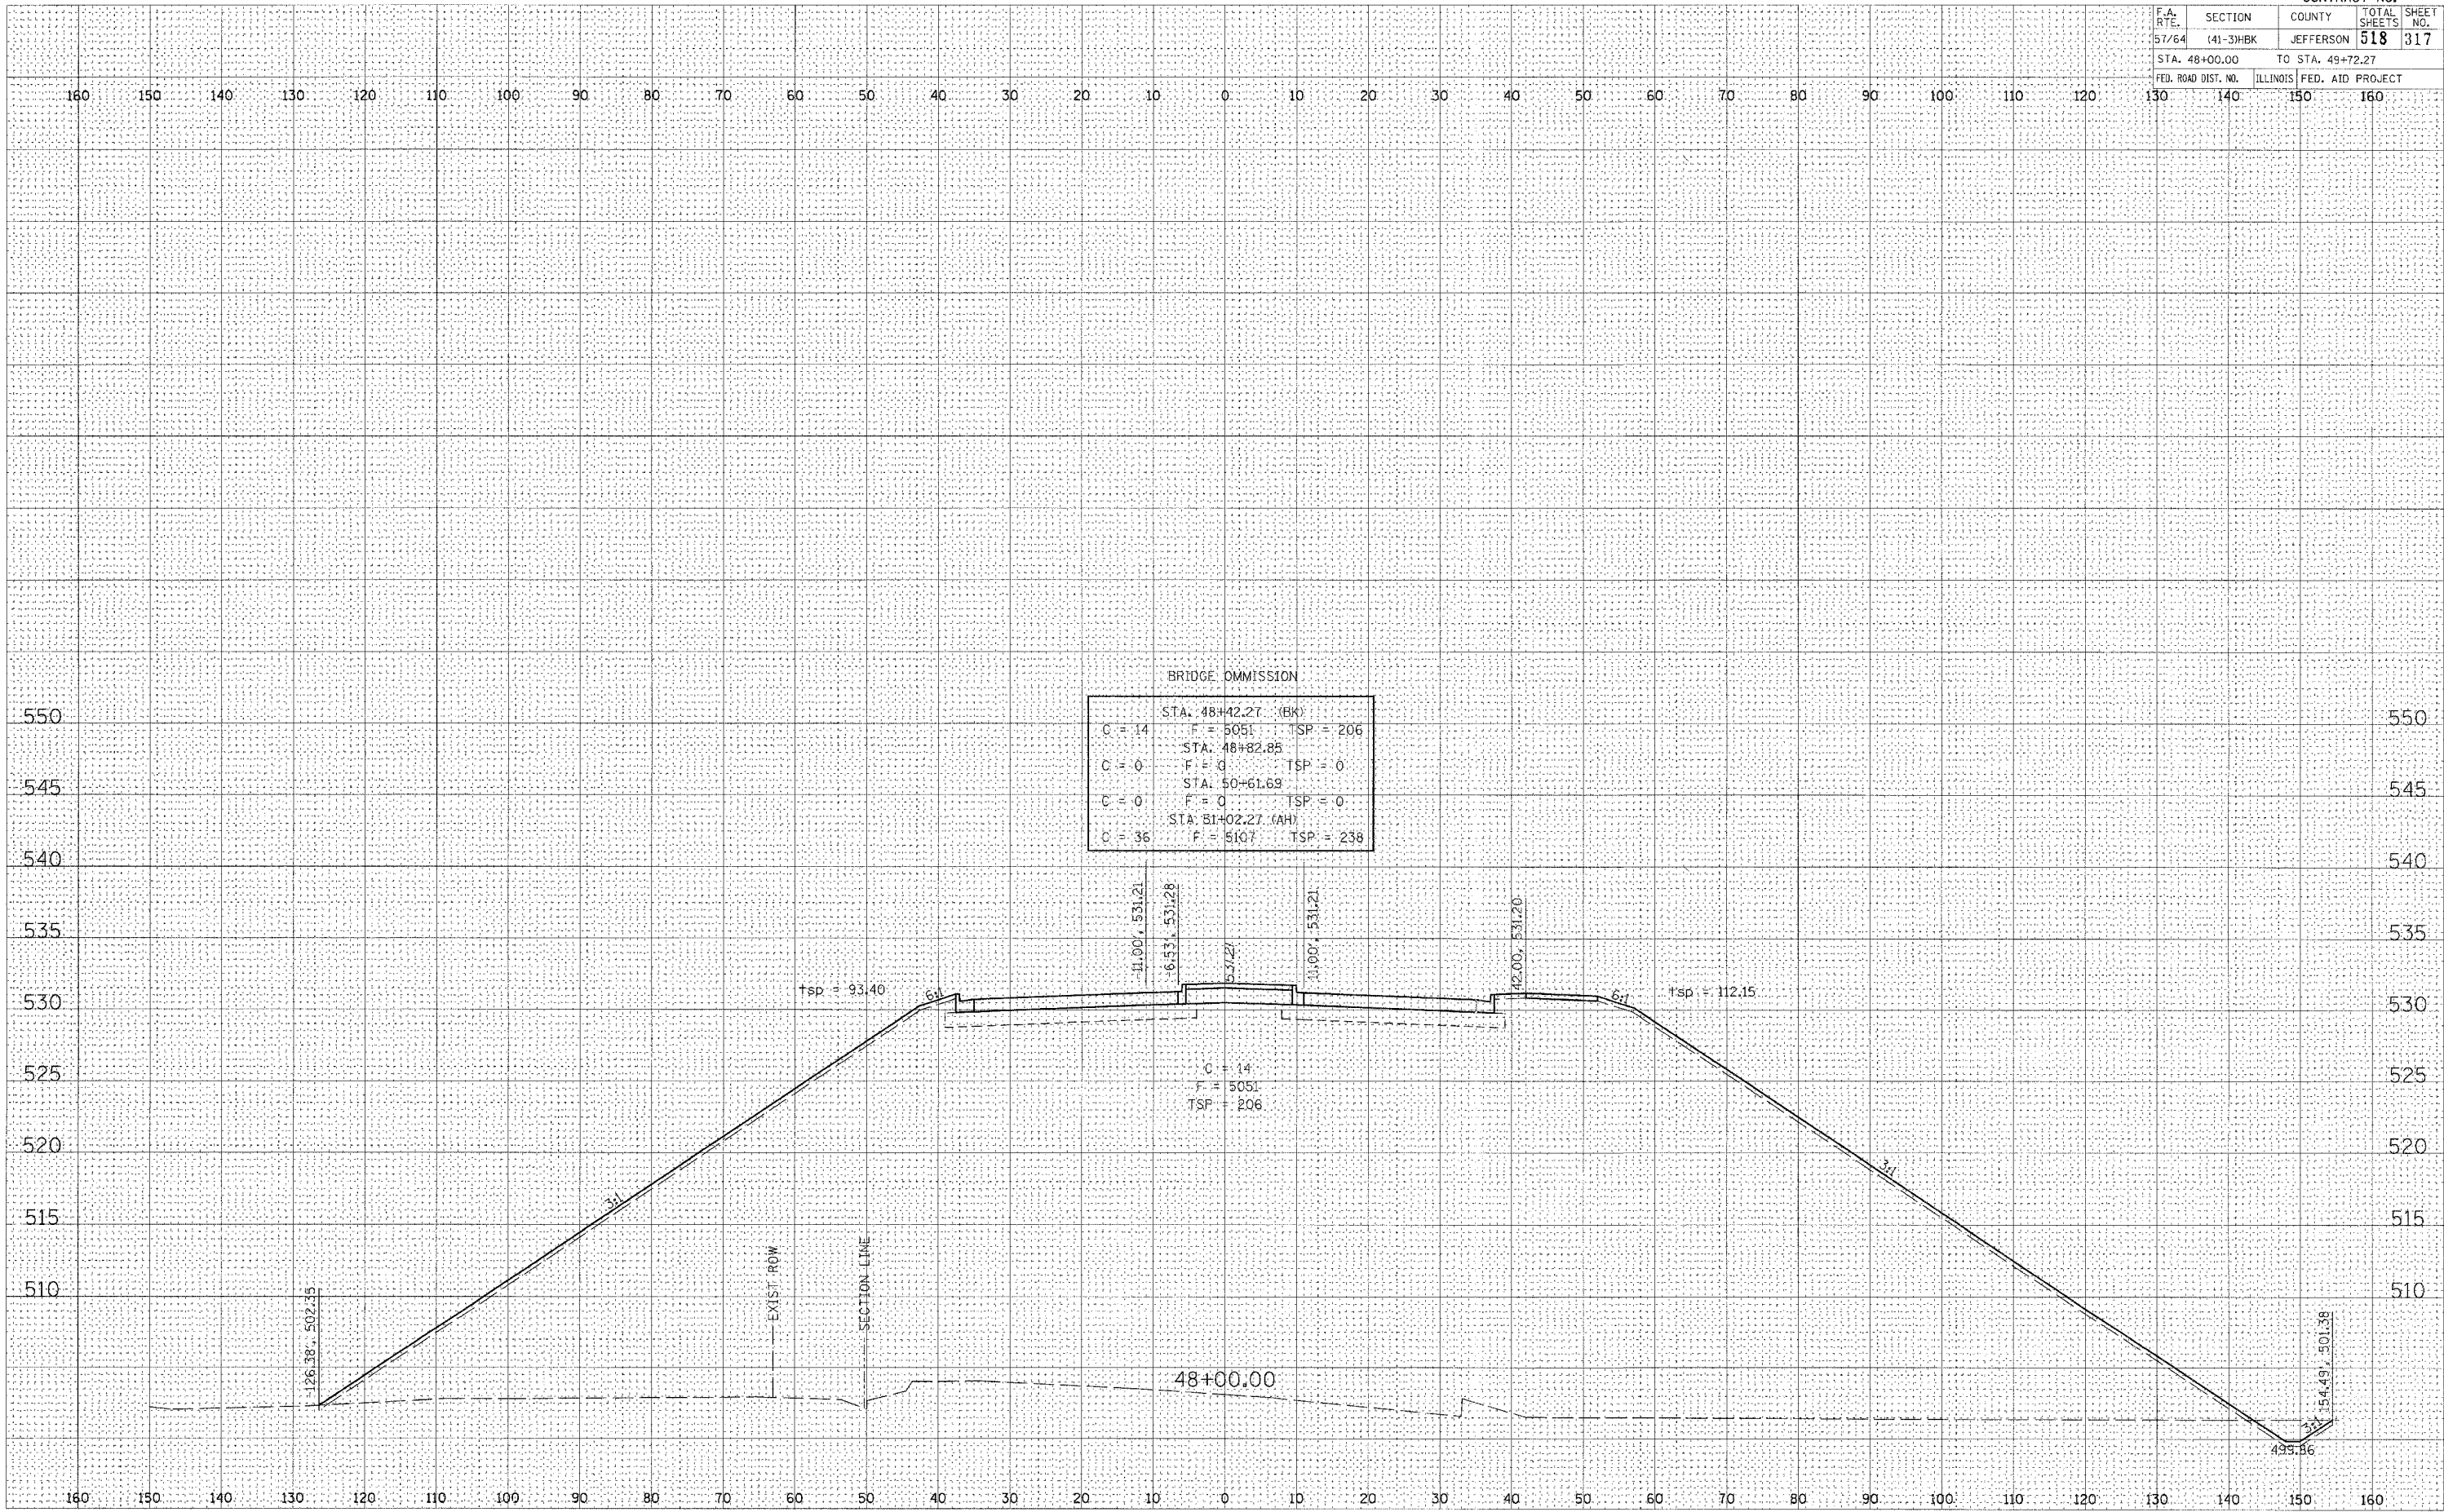 F.A. RTE. SECTION COUNTY TOTAL SHEETS SHEET NO.
57/64 (41-3)HBK JEFFERSON 518 317
STA. 48+00.00 TO STA. 49+72.27
FED. ROAD DIST. NO. ILLINOIS FED. AID PROJECT
160 150 140 130 120 110 100 90 80 70 60 50 40 30 20 10 0 10 20 30 40 50 60 70 80 90 100 110 120 130 140 150 160
BRIDGE OMMISSION
STA. 48+42.27 (BK)
C = 14 F = 5051 TSP = 206
STA. 48+82.85
C = 0 F = 0 TSP = 0
STA. 50+61.69
C = 0 F = 0 TSP = 0
STA 51+02.27 (AH)
C = 36 F = 5107 TSP = 238
550 550
545 545
540 540
535 535
-11.00', 531.21
-6.53', 531.28
11.00', 531.21
42.00, 531.20
tsp = 93.40
6:1
6:1
tsp = 112.15
530 530
C = 14
F = 5051
TSP = 206
525 525
520 520
3:1
3:1
515 515
510 510
126.38', 502.35
EXIST ROW
SECTION LINE
48+00.00
154.49', 501.38
3:1
499.86
160 150 140 130 120 110 100 90 80 70 60 50 40 30 20 10 0 10 20 30 40 50 60 70 80 90 100 110 120 130 140 150 160